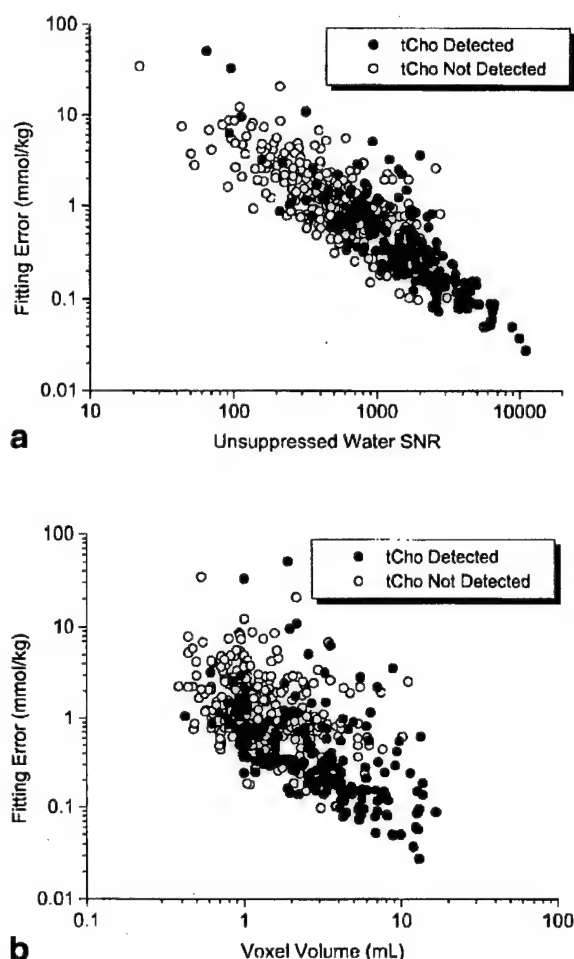 100
10
1
0.1
0.01
Fitting Error (mmol/kg)
tCho Detected
tCho Not Detected
10 100 1000 10000
a
Unsuppressed Water SNR
100
10
1
0.1
0.01
Fitting Error (mmol/kg)
tCho Detected
tCho Not Detected
0.1 1 10 100
b
Voxel Volume (mL)